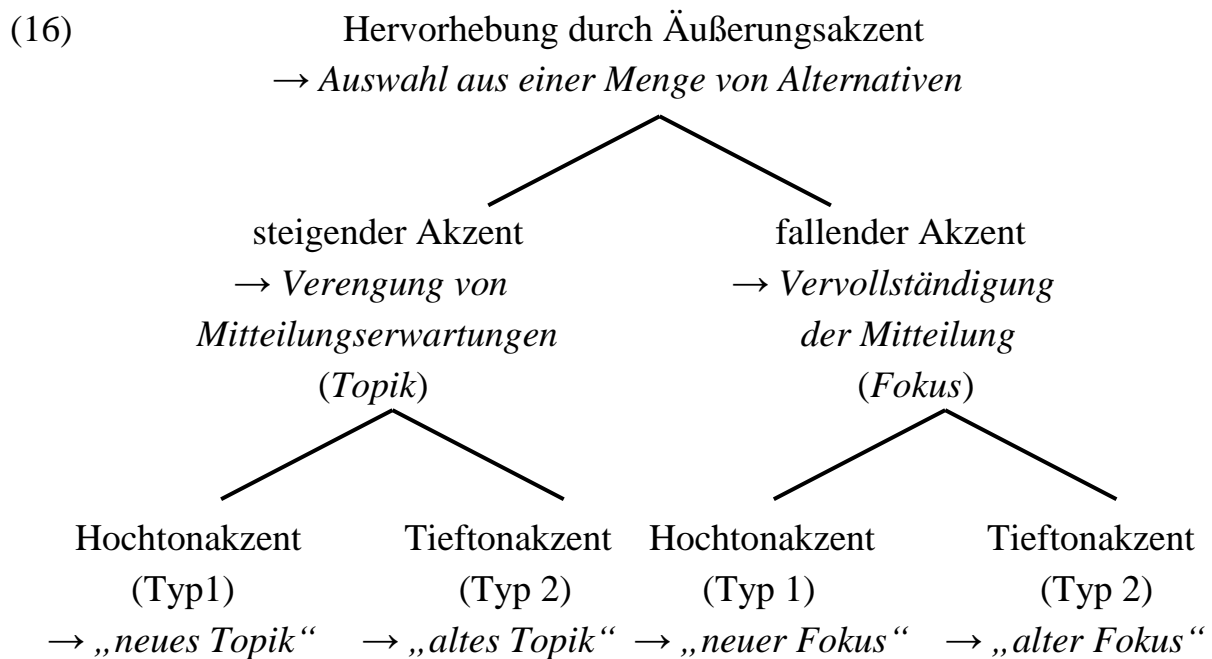 (16) Hervorhebung durch Äußerungsakzent
→ Auswahl aus einer Menge von Alternativen
steigender Akzent
→ Verengung von
Mitteilungserwartungen
(Topik)
fallender Akzent
→ Vervollständigung
der Mitteilung
(Fokus)
Hochtonakzent
(Typ1)
→ „neues Topik“
Tieftonakzent
(Typ 2)
→ „altes Topik“
Hochtonakzent
(Typ 1)
→ „neuer Fokus“
Tieftonakzent
(Typ 2)
→ „alter Fokus“